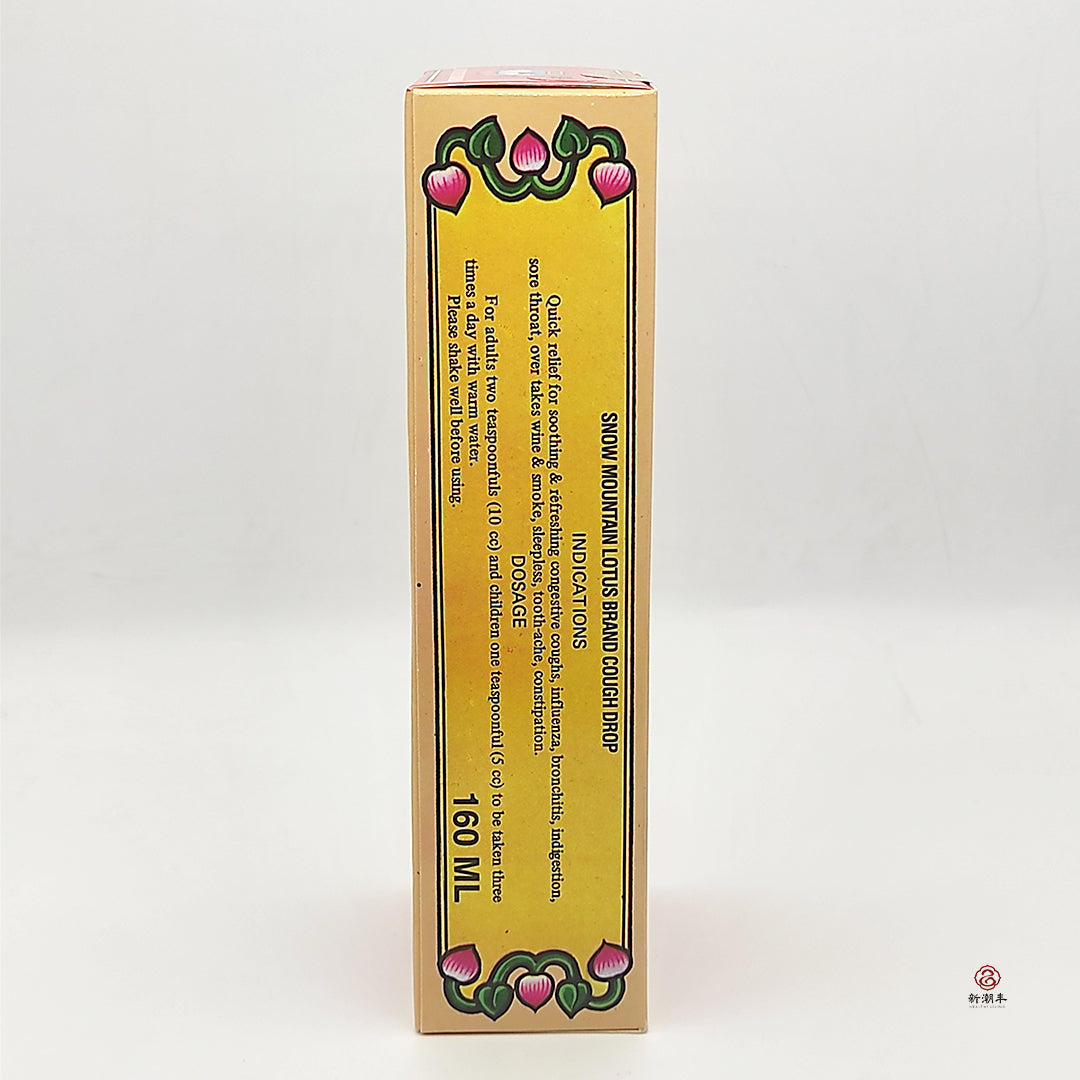 SNOW MOUNTAIN LOTUS BRAND COUGH DROP
INDICATIONS
Quick relief for soothing & réfreshing congestive coughs, influenza, bronchitis, indigestion,
sore throat, over takes wine & smoke, sleepless, tooth-ache, constipation.
DOSAGE
For adults two teaspoonfuls (10 cc) and children one teaspoonful (5 cc) to be taken three
times a day with warm water.
Please shake well before using.
160 ML
新潮丰